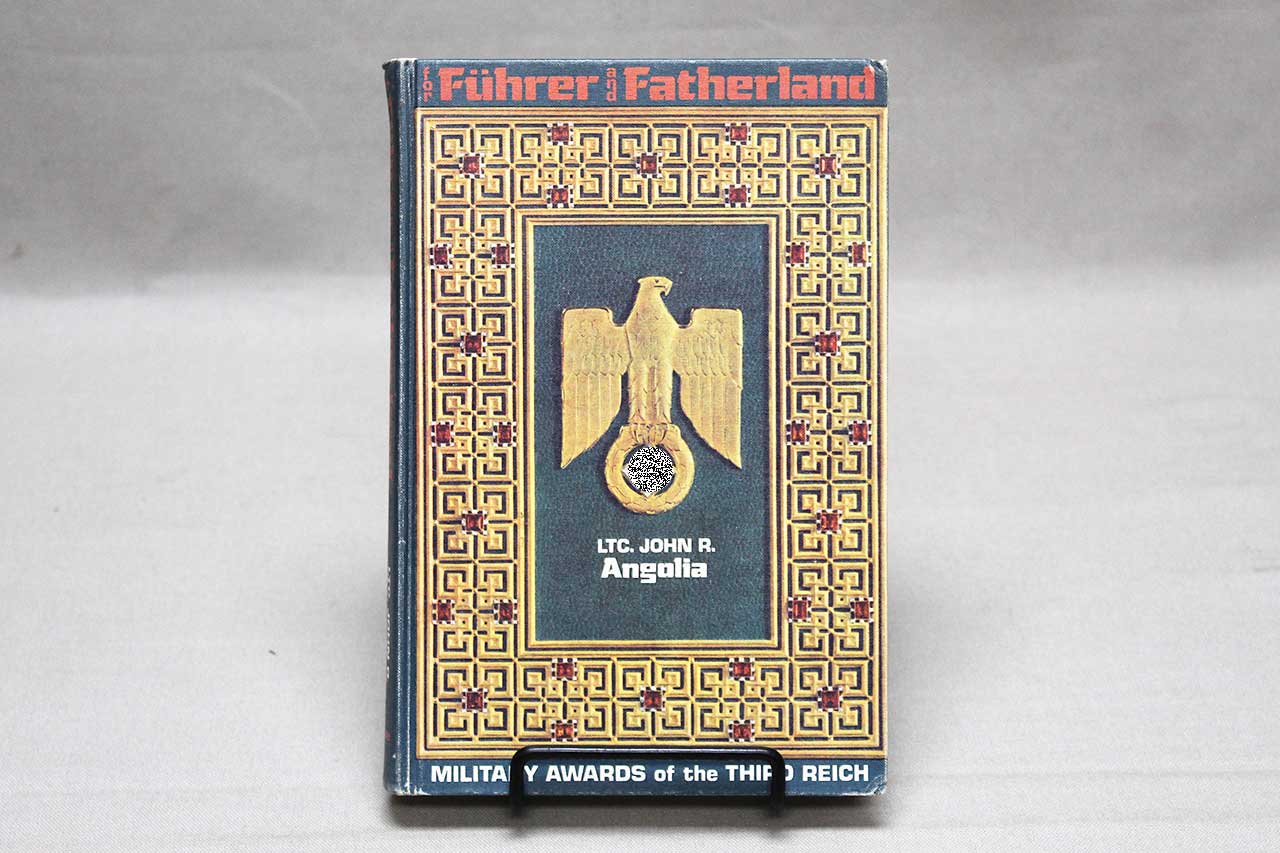 for Führer and Fatherland
LTC. JOHN R.
Angolia
MILITARY AWARDS of the THIRD REICH